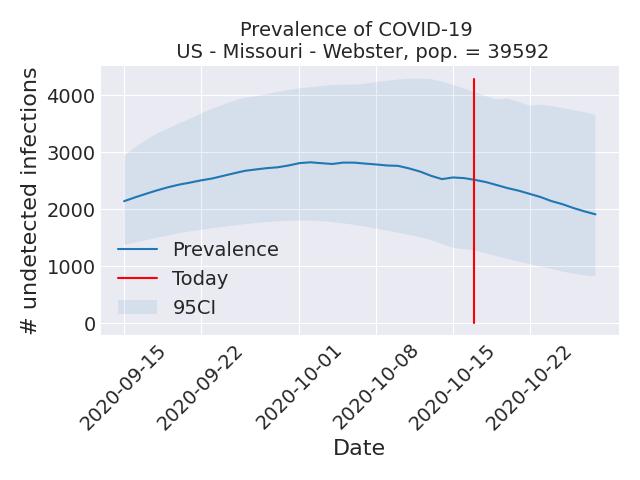 Prevalence of COVID-19
US - Missouri - Webster, pop. = 39592
# undetected infections
4000
3000
2000
1000
0
Prevalence
Today
95CI
2020-09-15
2020-09-22
2020-10-01
2020-10-08
2020-10-15
2020-10-22
Date